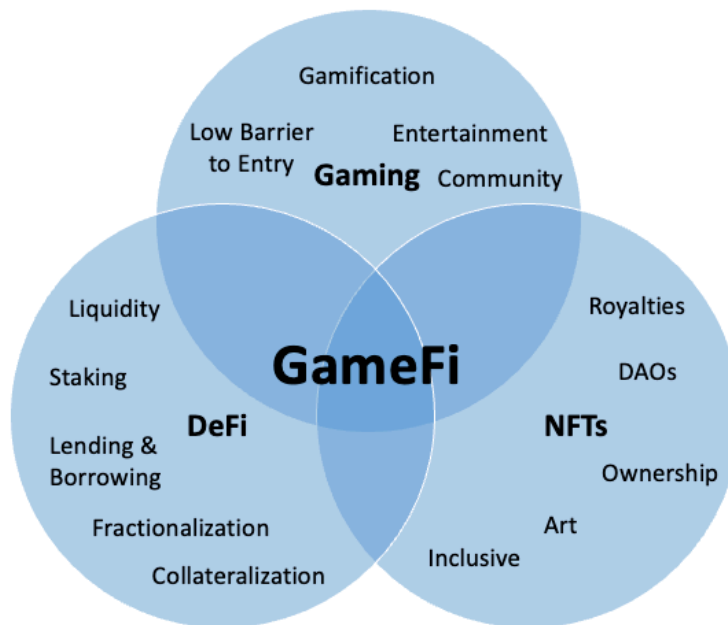 Gamification
Low Barrier
to Entry
Entertainment
Gaming
Community
Liquidity
Staking
DeFi
Lending &
Borrowing
Fractionalization
Collateralization
GameFi
Royalties
DAOs
NFTs
Ownership
Art
Inclusive